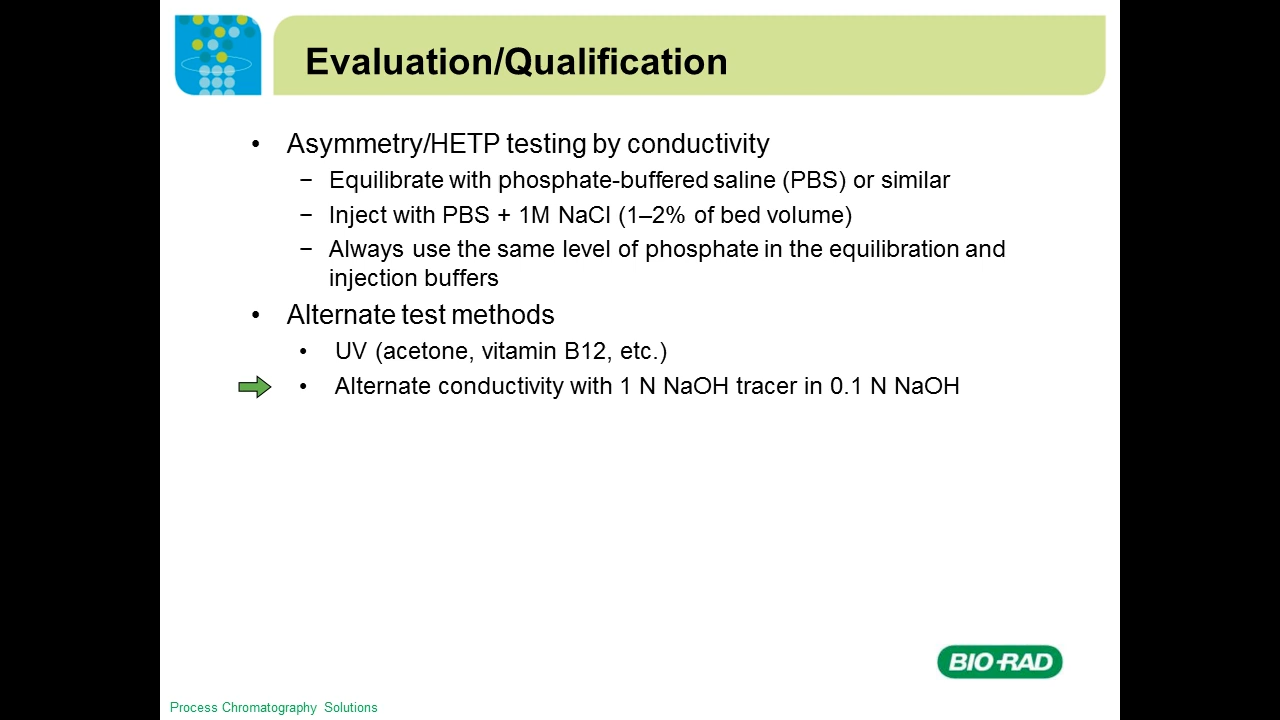 Evaluation/Qualification
• Asymmetry/HETP testing by conductivity
− Equilibrate with phosphate-buffered saline (PBS) or similar
− Inject with PBS + 1M NaCl (1–2% of bed volume)
− Always use the same level of phosphate in the equilibration and
injection buffers
• Alternate test methods
• UV (acetone, vitamin B12, etc.)
• Alternate conductivity with 1 N NaOH tracer in 0.1 N NaOH
BIO-RAD
Process Chromatography Solutions